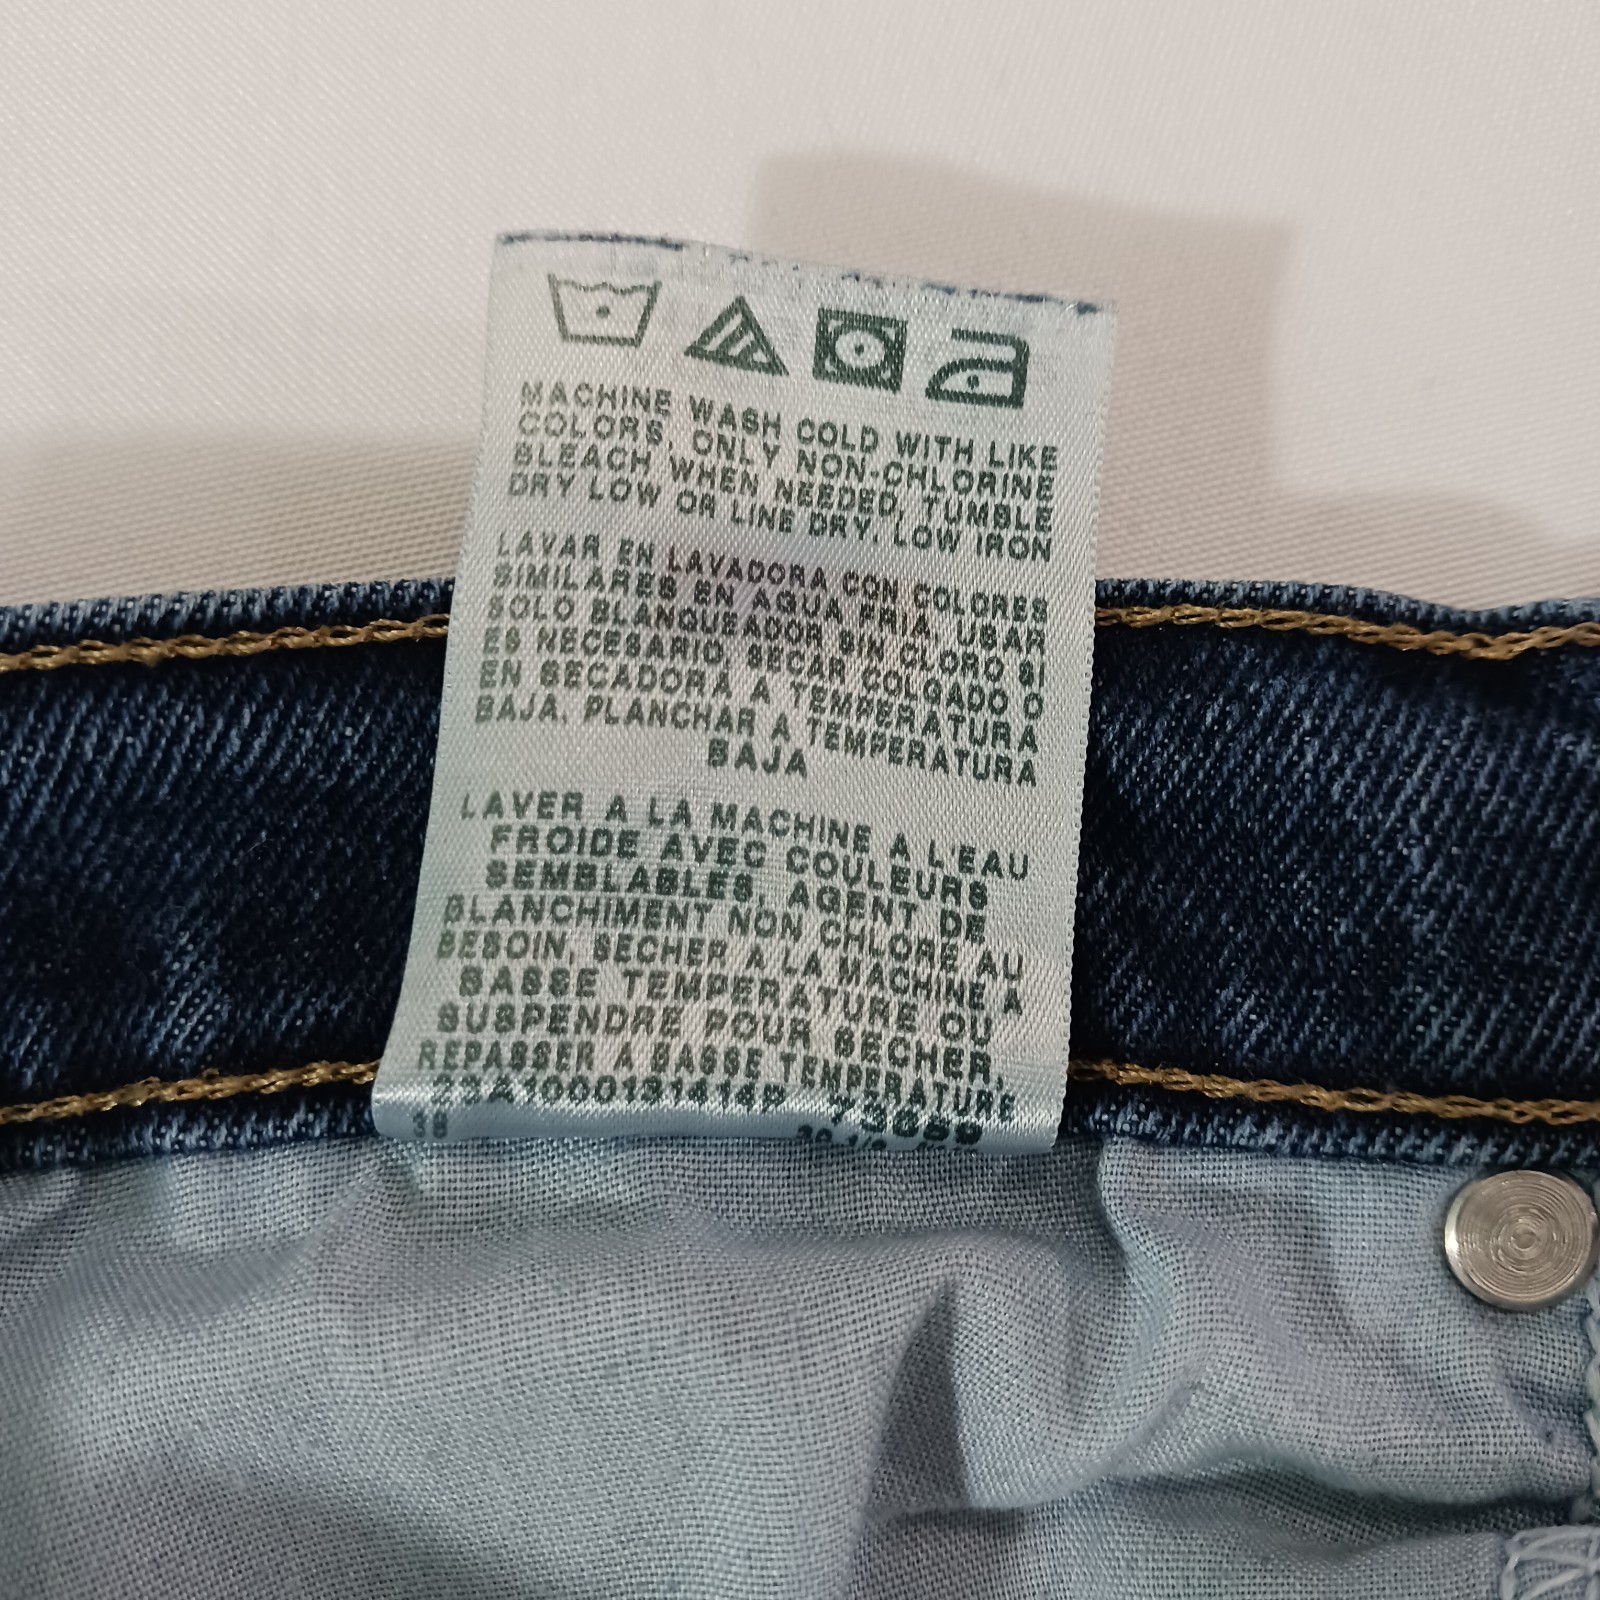 MACHINE WASH COLD WITH LIKE
COLORS, ONLY NON-CHLORINE
BLEACH WHEN NEEDED, TUMBLE
DRY LOW OR LINE DRY. LOW IRON
LAVAR EN LAVADORA CON COLORES
SIMILARES EN AGUA FRIA, USAR
SOLO BLANQUEADOR SIN CLORO SI
ES NECESARIO, SECAR COLGADO O
EN SECADORA A TEMPERATURA
BAJA. PLANCHAR A TEMPERATURA
BAJA
LAVER A LA MACHINE A L'EAU
FROIDE AVEC COULEURS
SEMBLABLES, AGENT DE
BLANCHIMENT NON CHLORE AU
BESOIN, SECHER A LA MACHINE A
BASSE TEMPERATURE OU
SUSPENDRE POUR SECHER.
REPASSER A BASSE TEMPERATURE